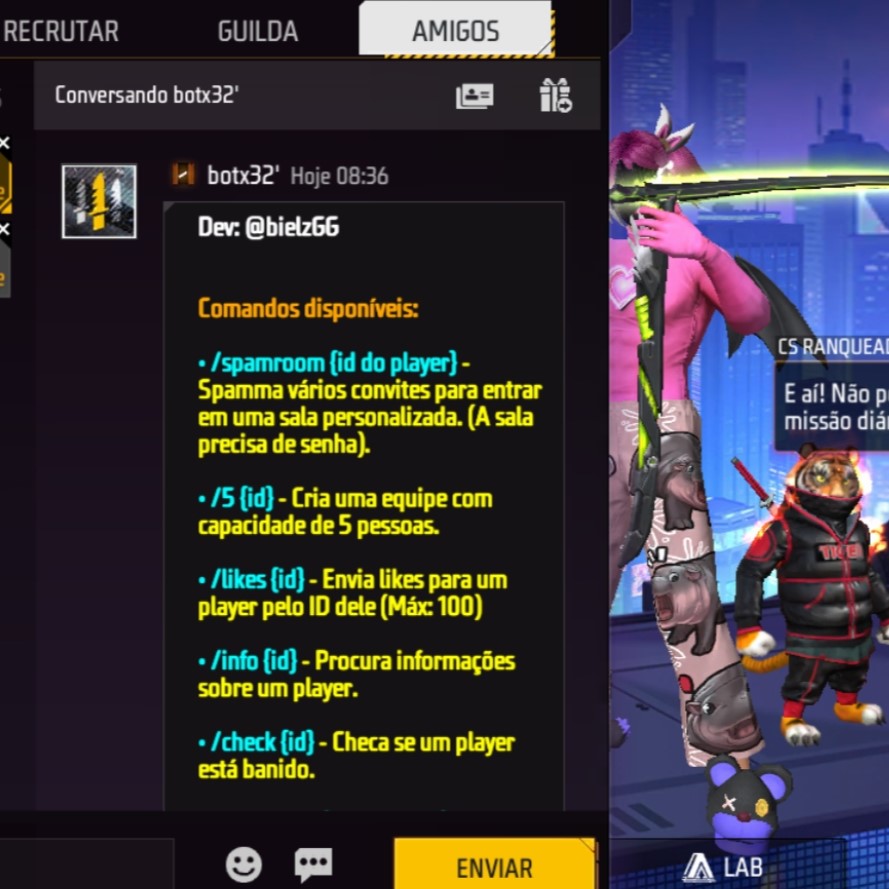 RECRUTAR GUILDA AMIGOS
Conversando botx32'
botx32' Hoje 08:36
Dev: @bielzGG
Comandos disponíveis:
• /spamroom {id do player} -
Spamma vários convites para entrar
em uma sala personalizada. (A sala
precisa de senha).
• /5 {id} - Cria uma equipe com
capacidade de 5 pessoas.
• /likes {id} - Envia likes para um
player pelo ID dele (Máx: 100)
• /info {id} - Procura informações
sobre um player.
• /check {id} - Checa se um player
está banido.
ENVIAR
CS RANQUEAD
E aí! Não p
missão diár
TIGER
LAB